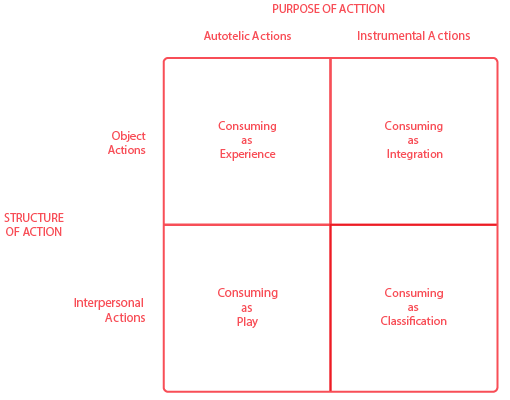 PURPOSE OF ACTTION
Autotelic Actions
Instrumental Actions
Object
Actions
Consuming
as
Experience
Consuming
as
Integration
STRUCTURE
OF ACTION
Interpersonal
Actions
Consuming
as
Play
Consuming
as
Classification